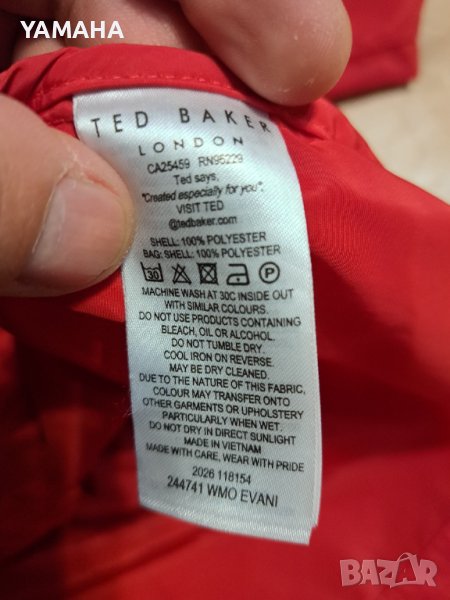 YAMAHA
TED BAKER
LONDON
CA25459 RN95229
Ted says,
"Created especially for you".
VISIT TED
@tedbaker.com
SHELL: 100% POLYESTER
BAG: SHELL: 100% POLYESTER
30 P
MACHINE WASH AT 30C INSIDE OUT
WITH SIMILAR COLOURS.
DO NOT USE PRODUCTS CONTAINING
BLEACH, OIL OR ALCOHOL.
DO NOT TUMBLE DRY.
COOL IRON ON REVERSE.
MAY BE DRY CLEANED.
DUE TO THE NATURE OF THIS FABRIC,
COLOUR MAY TRANSFER ONTO
OTHER GARMENTS OR UPHOLSTERY
PARTICULARLY WHEN WET.
DO NOT DRY IN DIRECT SUNLIGHT
MADE IN VIETNAM
MADE WITH CARE, WEAR WITH PRIDE
2026 118154
244741 WMO EVANI
BAZAR.bg